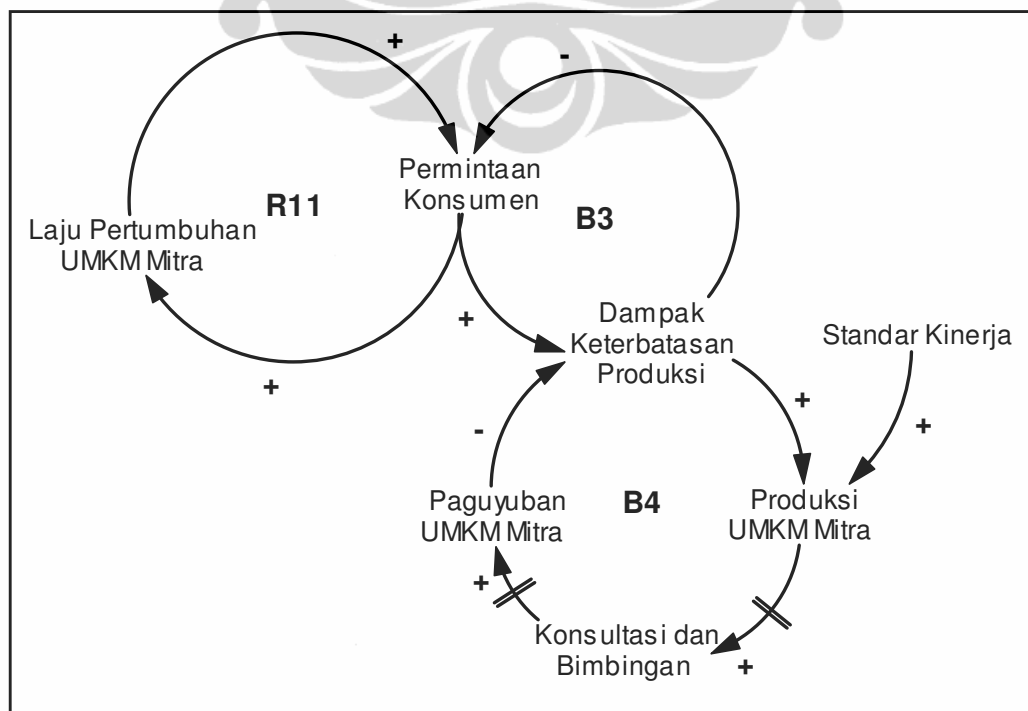 +
-
Permintaan
Konsumen
R11
B3
Laju Pertumbuhan
UMKM Mitra
+
+
Dampak
Keterbatasan
Produksi
Standar Kinerja
+
+
-
Paguyuban
UMKM Mitra
B4
Produksi
UMKM Mitra
+
Konsultasi dan
Bimbingan
+